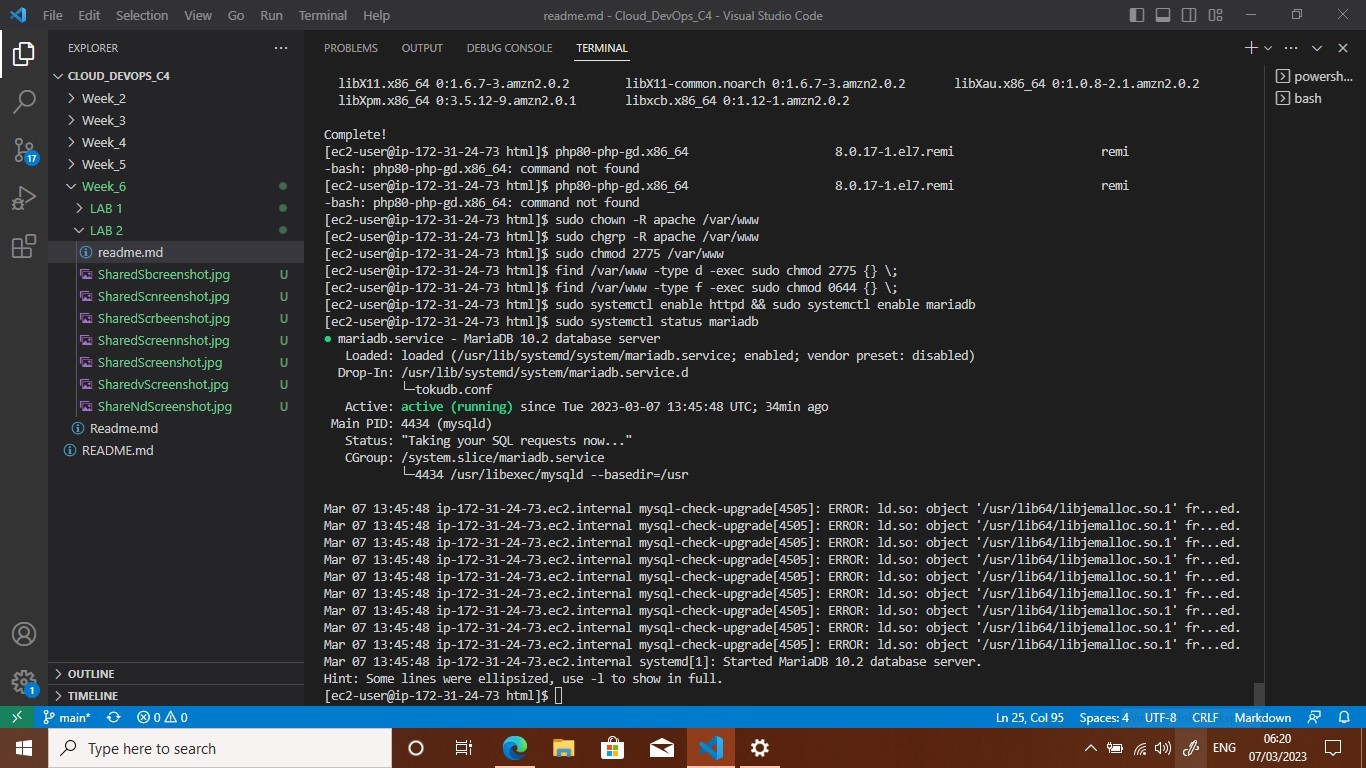 File Edit Selection View Go Run Terminal Help readme.md - Cloud_DevOps_C4 - Visual Studio Code
EXPLORER
CLOUD_DEVOPS_C4
Week_2
Week_3
Week_4
Week_5
Week_6
LAB 1
LAB 2
readme.md
SharedSbcreenshot.jpg U
SharedScnreenshot.jpg U
SharedScrbeenshot.jpg U
SharedScreennshot.jpg U
SharedScreenshot.jpg U
SharedvScreenshot.jpg U
ShareNdScreenshot.jpg U
Readme.md
README.md
OUTLINE
TIMELINE
17
1
PROBLEMS OUTPUT DEBUG CONSOLE TERMINAL
libX11.x86_64 0:1.6.7-3.amzn2.0.2 libX11-common.noarch 0:1.6.7-3.amzn2.0.2 libXau.x86_64 0:1.0.8-2.1.amzn2.0.2
libXpm.x86_64 0:3.5.12-9.amzn2.0.1 libxcb.x86_64 0:1.12-1.amzn2.0.2
Complete!
[ec2-user@ip-172-31-24-73 html]$ php80-php-gd.x86_64 8.0.17-1.el7.remi remi
-bash: php80-php-gd.x86_64: command not found
[ec2-user@ip-172-31-24-73 html]$ php80-php-gd.x86_64 8.0.17-1.el7.remi remi
-bash: php80-php-gd.x86_64: command not found
[ec2-user@ip-172-31-24-73 html]$ sudo chown -R apache /var/www
[ec2-user@ip-172-31-24-73 html]$ sudo chgrp -R apache /var/www
[ec2-user@ip-172-31-24-73 html]$ sudo chmod 2775 /var/www
[ec2-user@ip-172-31-24-73 html]$ find /var/www -type d -exec sudo chmod 2775 {} \;
[ec2-user@ip-172-31-24-73 html]$ find /var/www -type f -exec sudo chmod 0644 {} \;
[ec2-user@ip-172-31-24-73 html]$ sudo systemctl enable httpd && sudo systemctl enable mariadb
[ec2-user@ip-172-31-24-73 html]$ sudo systemctl status mariadb
● mariadb.service - MariaDB 10.2 database server
Loaded: loaded (/usr/lib/systemd/system/mariadb.service; enabled; vendor preset: disabled)
Drop-In: /usr/lib/systemd/system/mariadb.service.d
└─tokudb.conf
Active: active (running) since Tue 2023-03-07 13:45:48 UTC; 34min ago
Main PID: 4434 (mysqld)
Status: "Taking your SQL requests now..."
CGroup: /system.slice/mariadb.service
└─4434 /usr/libexec/mysqld --basedir=/usr
Mar 07 13:45:48 ip-172-31-24-73.ec2.internal mysql-check-upgrade[4505]: ERROR: ld.so: object '/usr/lib64/libjemalloc.so.1' fr...ed.
Mar 07 13:45:48 ip-172-31-24-73.ec2.internal mysql-check-upgrade[4505]: ERROR: ld.so: object '/usr/lib64/libjemalloc.so.1' fr...ed.
Mar 07 13:45:48 ip-172-31-24-73.ec2.internal mysql-check-upgrade[4505]: ERROR: ld.so: object '/usr/lib64/libjemalloc.so.1' fr...ed.
Mar 07 13:45:48 ip-172-31-24-73.ec2.internal mysql-check-upgrade[4505]: ERROR: ld.so: object '/usr/lib64/libjemalloc.so.1' fr...ed.
Mar 07 13:45:48 ip-172-31-24-73.ec2.internal mysql-check-upgrade[4505]: ERROR: ld.so: object '/usr/lib64/libjemalloc.so.1' fr...ed.
Mar 07 13:45:48 ip-172-31-24-73.ec2.internal mysql-check-upgrade[4505]: ERROR: ld.so: object '/usr/lib64/libjemalloc.so.1' fr...ed.
Mar 07 13:45:48 ip-172-31-24-73.ec2.internal mysql-check-upgrade[4505]: ERROR: ld.so: object '/usr/lib64/libjemalloc.so.1' fr...ed.
Mar 07 13:45:48 ip-172-31-24-73.ec2.internal mysql-check-upgrade[4505]: ERROR: ld.so: object '/usr/lib64/libjemalloc.so.1' fr...ed.
Mar 07 13:45:48 ip-172-31-24-73.ec2.internal mysql-check-upgrade[4505]: ERROR: ld.so: object '/usr/lib64/libjemalloc.so.1' fr...ed.
Mar 07 13:45:48 ip-172-31-24-73.ec2.internal systemd[1]: Started MariaDB 10.2 database server.
Hint: Some lines were ellipsized, use -l to show in full.
[ec2-user@ip-172-31-24-73 html]$
powersh...
bash
main* 0 0 Ln 25, Col 95 Spaces: 4 UTF-8 CRLF Markdown
Type here to search ENG 06:20
07/03/2023